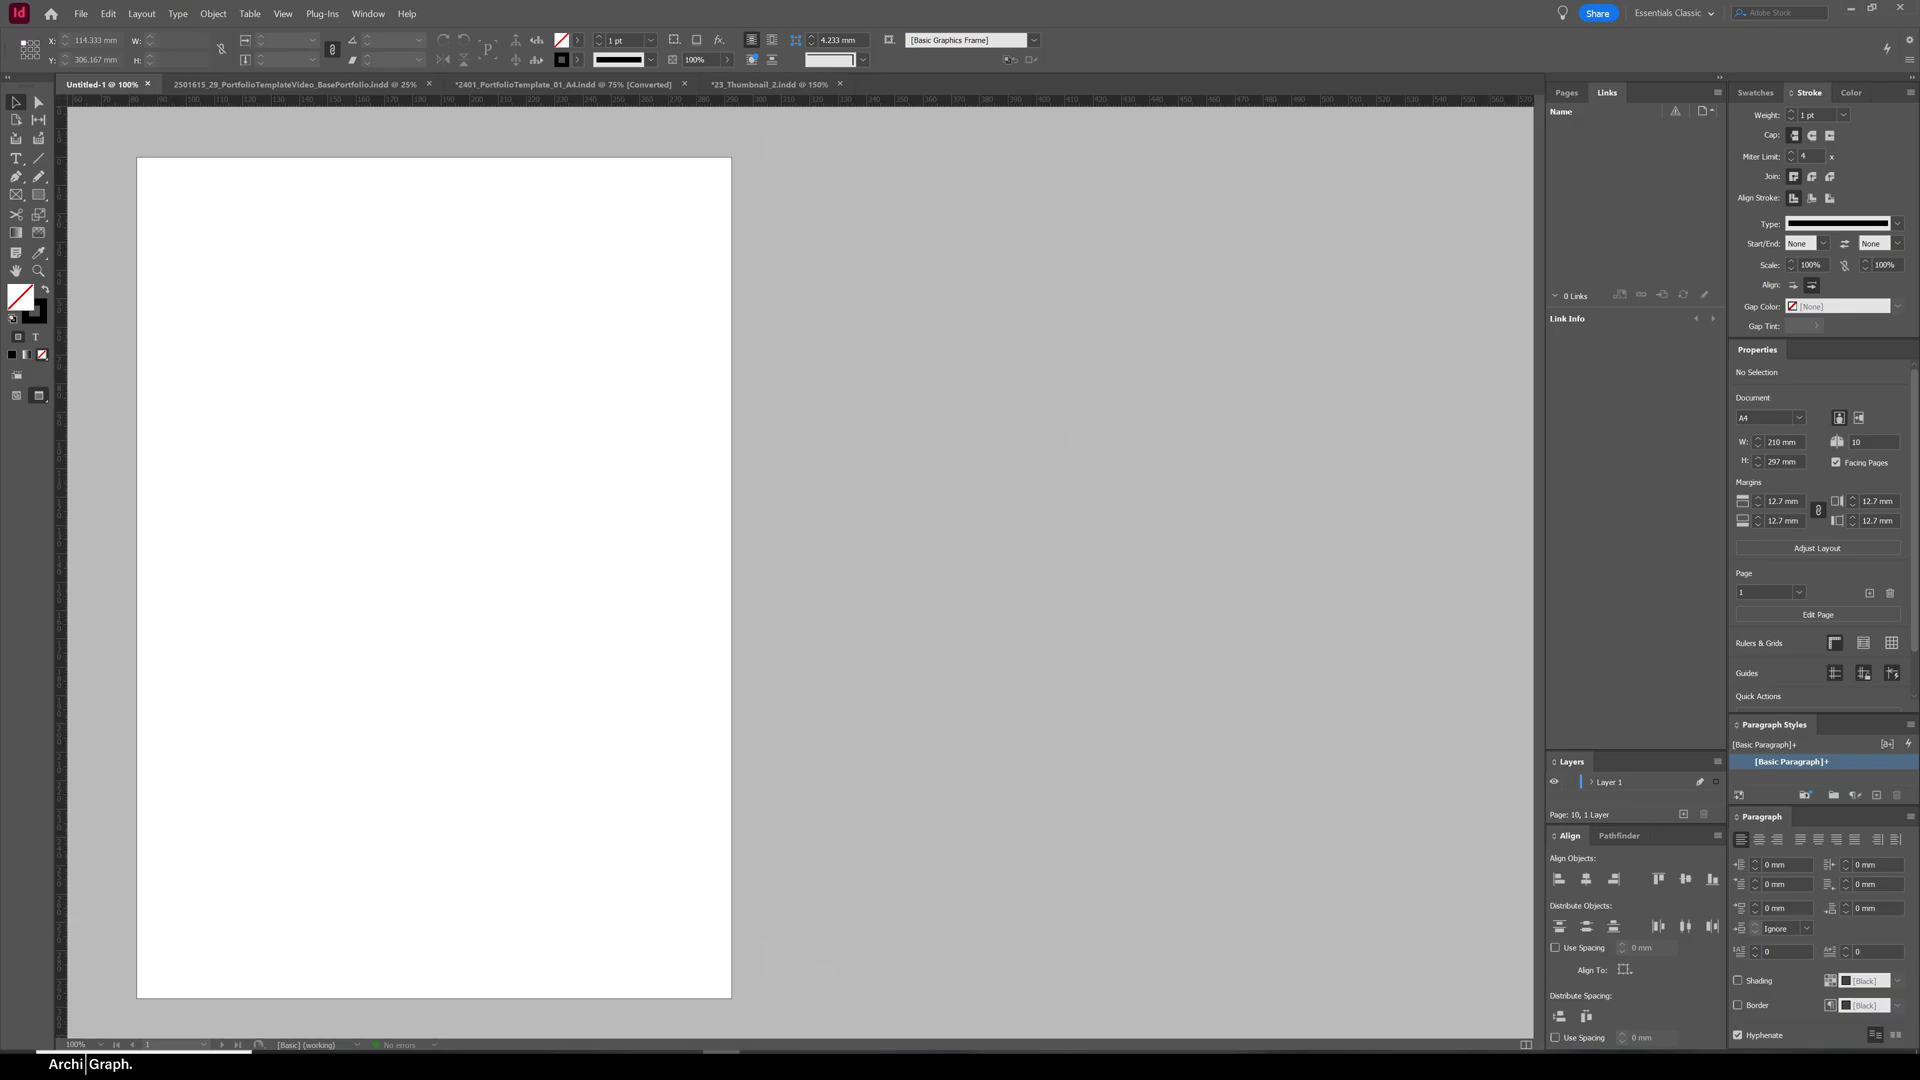 Id File Edit Layout Type Object Table View Plug-Ins Window Help Share Essentials Classic Adobe Stock
X: 114.333 mm W: 1 pt fx. 4.233 mm [Basic Graphics Frame]
Y: 306.167 mm H: 100%
Untitled-1 @ 100% × 2501615_29_PortfolioTemplateVideo_BasePortfolio.indd @ 25% × *2401_PortfolioTemplate_01_A4.indd @ 75% [Converted] × *23_Thumbnail_2.indd @ 150% ×
Pages Links
Name
0 Links
Link Info
Swatches Stroke Color
Weight: 1 pt
Cap:
Miter Limit: 4 x
Join:
Align Stroke:
Type:
Start/End: None None
Scale: 100% 100%
Align:
Gap Color: [None]
Gap Tint:
Properties
No Selection
Document
A4
W: 210 mm 10
H: 297 mm Facing Pages
Margins
12.7 mm 12.7 mm
12.7 mm 12.7 mm
Adjust Layout
Page
1
Edit Page
Rulers & Grids
Guides
Quick Actions
Paragraph Styles
[Basic Paragraph]+ [a+]
[Basic Paragraph]+
Layers
Layer 1
Page: 10, 1 Layer
Align Pathfinder
Align Objects:
Distribute Objects:
Use Spacing 0 mm
Align To:
Distribute Spacing:
Use Spacing 0 mm
Paragraph
0 mm 0 mm
0 mm 0 mm
0 mm 0 mm
Ignore
0 0
Shading [Black]
Border [Black]
Hyphenate
100% 1 [Basic] (working) No errors
Archi|Graph.